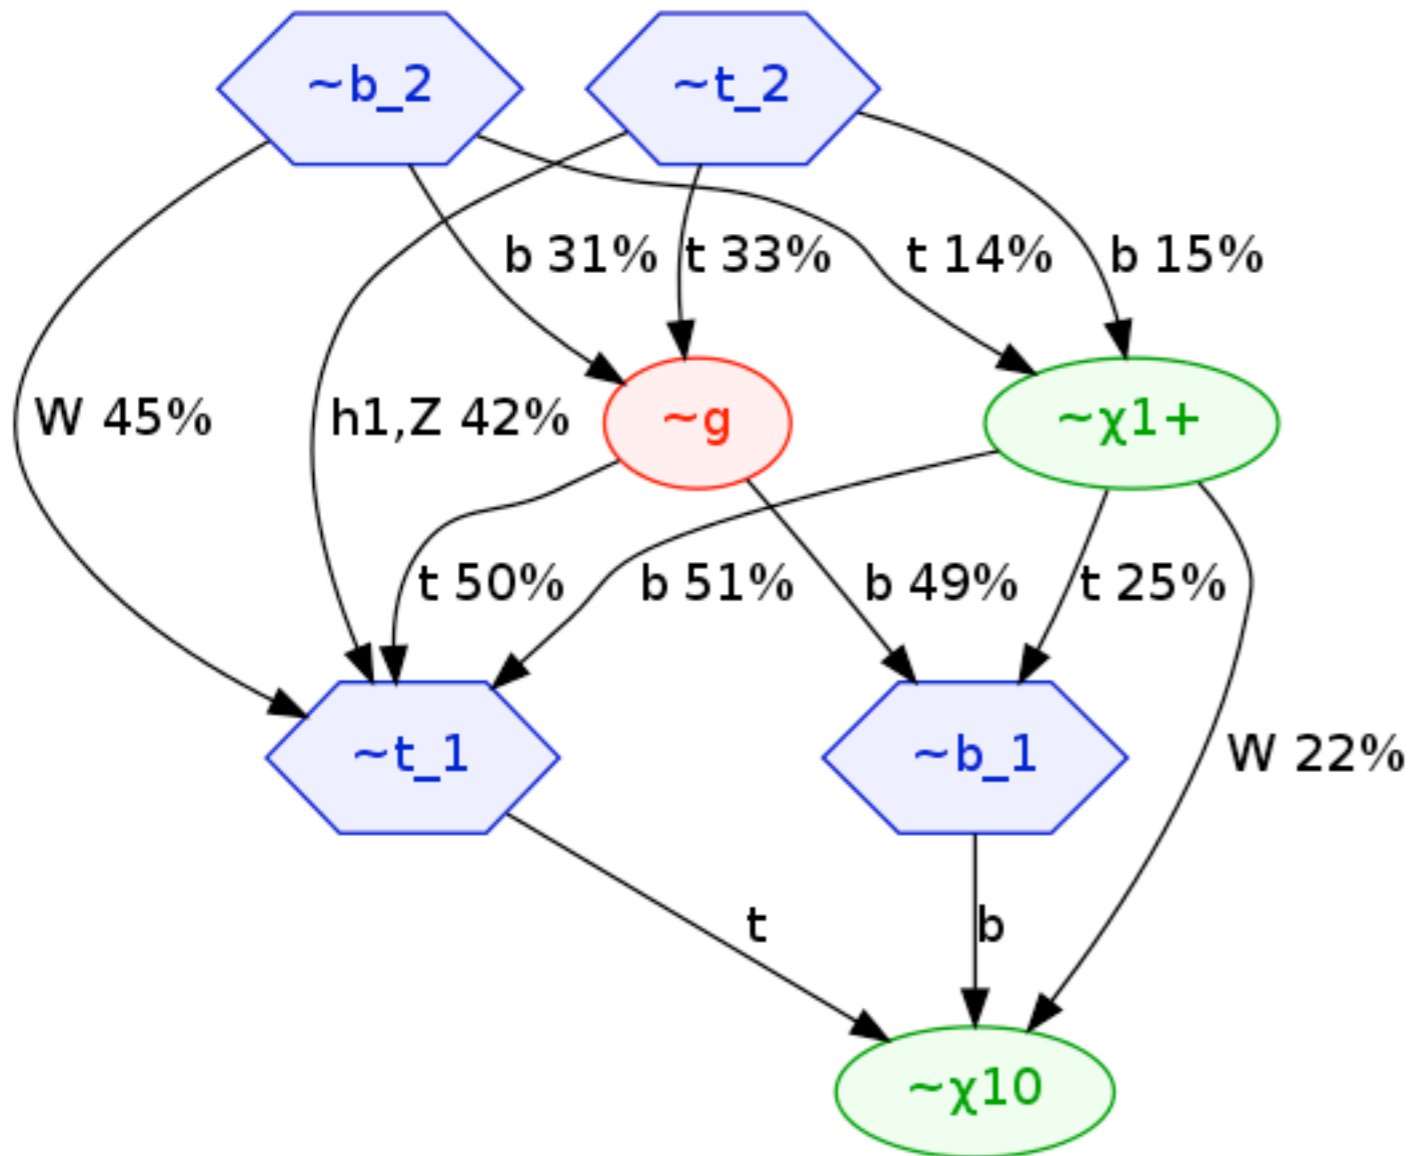 ~b_2
~t_2
b 31%
t 33%
t 14%
b 15%
W 45%
h1,Z 42%
~g
~χ1+
t 50%
b 51%
b 49%
t 25%
~t_1
~b_1
W 22%
t
b
~χ10